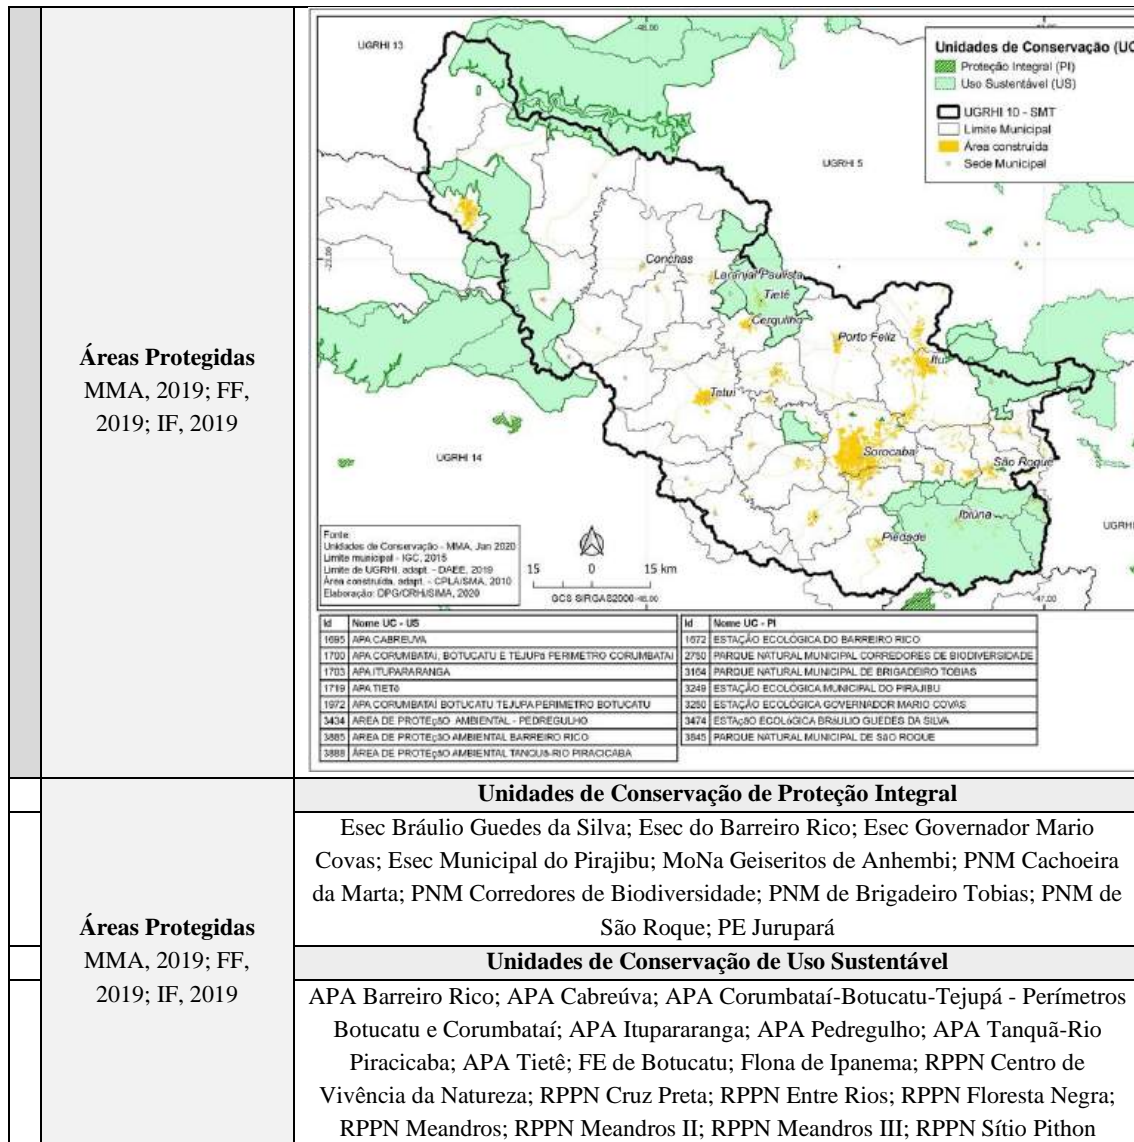 UGRHI 13
-48.00
Unidades de Conservação (UC
Proteção Integral (PI)
Uso Sustentável (US)
UGRHI 10 - SMT
Limite Municipal
Área construída
Sede Municipal
UGRHI 5
-23.00
Conchas
Laranjal Paulista
Tietê
Cerquilho
Porto Feliz
Itu
Tatuí
Sorocaba
São Roque
UGRHI 14
Ibiúna
Piedade
UGRHI
Fonte:
Unidades de Conservação - MMA, Jan 2020
Limite municipal - IGC, 2015
Limite de UGRHI, adapt. - DAEE, 2019
Área construída, adapt. - CPLA/SMA, 2010
Elaboração: DPG/CRHi/SIMA, 2020
15 0 15 km
GCS SIRGAS2000
-48.00
-47.00
Id Nome UC - US
1695 APA CABREUVA
1700 APA CORUMBATAI, BOTUCATU E TEJUPá PERIMETRO CORUMBATAI
1703 APA ITUPARARANGA
1719 APA TIETê
1972 APA CORUMBATAI BOTUCATU TEJUPA PERIMETRO BOTUCATU
3434 AREA DE PROTEçãO AMBIENTAL - PEDREGULHO
3885 ÁREA DE PROTEçãO AMBIENTAL BARREIRO RICO
3888 ÁREA DE PROTEçãO AMBIENTAL TANQUã-RIO PIRACICABA
Id Nome UC - PI
1672 ESTAÇÃO ECOLÓGICA DO BARREIRO RICO
2750 PARQUE NATURAL MUNICIPAL CORREDORES DE BIODIVERSIDADE
3164 PARQUE NATURAL MUNICIPAL DE BRIGADEIRO TOBIAS
3249 ESTAÇÃO ECOLÓGICA MUNICIPAL DO PIRAJIBU
3250 ESTAÇÃO ECOLÓGICA GOVERNADOR MARIO COVAS
3474 ESTAçãO ECOLóGICA BRáULIO GUEDES DA SILVA
3845 PARQUE NATURAL MUNICIPAL DE SãO ROQUE
Áreas Protegidas
MMA, 2019; FF,
2019; IF, 2019
Unidades de Conservação de Proteção Integral
Esec Bráulio Guedes da Silva; Esec do Barreiro Rico; Esec Governador Mario
Covas; Esec Municipal do Pirajibu; MoNa Geiseritos de Anhembi; PNM Cachoeira
da Marta; PNM Corredores de Biodiversidade; PNM de Brigadeiro Tobias; PNM de
São Roque; PE Jurupará
Áreas Protegidas
MMA, 2019; FF,
2019; IF, 2019
Unidades de Conservação de Uso Sustentável
APA Barreiro Rico; APA Cabreúva; APA Corumbataí-Botucatu-Tejupá - Perímetros
Botucatu e Corumbataí; APA Itupararanga; APA Pedregulho; APA Tanquã-Rio
Piracicaba; APA Tietê; FE de Botucatu; Flona de Ipanema; RPPN Centro de
Vivência da Natureza; RPPN Cruz Preta; RPPN Entre Rios; RPPN Floresta Negra;
RPPN Meandros; RPPN Meandros II; RPPN Meandros III; RPPN Sítio Pithon